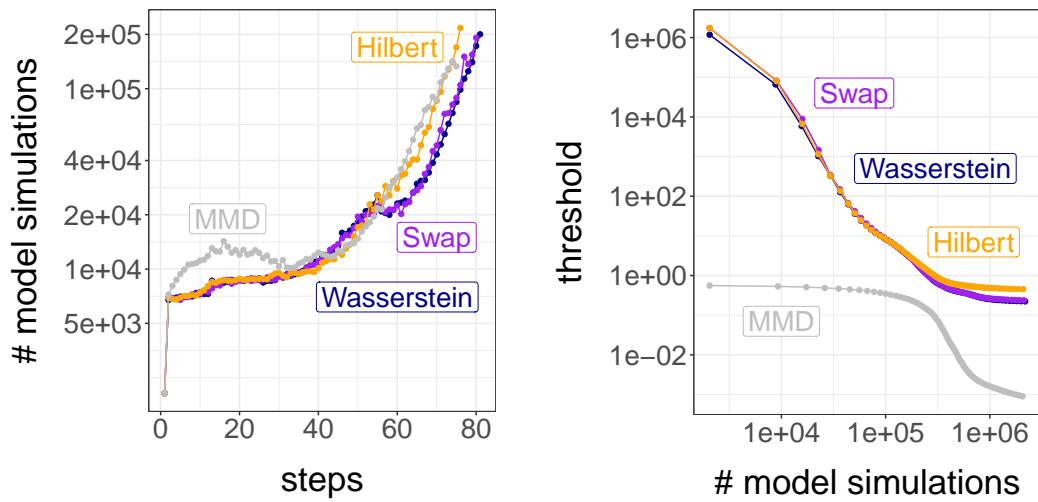 # model simulations
2e+05
1e+05
4e+04
2e+04
1e+04
5e+03
Hilbert
MMD
Swap
Wasserstein
0
20
40
60
80
steps
threshold
1e+06
1e+04
1e+02
1e+00
1e−02
Swap
Wasserstein
Hilbert
MMD
1e+04
1e+05
1e+06
# model simulations